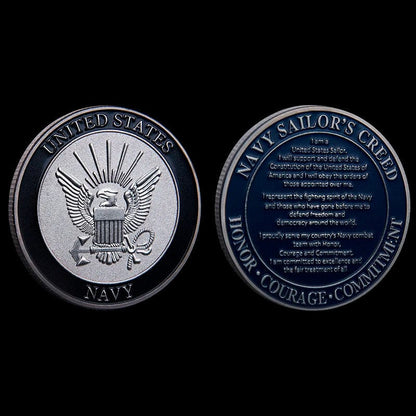 UNITED STATES
NAVY
NAVY SAILOR'S CREED
I am a
United States Sailor.
I will support and defend the
Constitution of the United States of
America and I will obey the orders of
those appointed over me.
I represent the fighting spirit of the Navy
and those who have gone before me to
defend freedom and
democracy around the world.
I proudly serve my country's Navy combat
team with Honor,
Courage and Commitment.
I am committed to excellence and
the fair treatment of all
HONOR • COURAGE • COMMITMENT